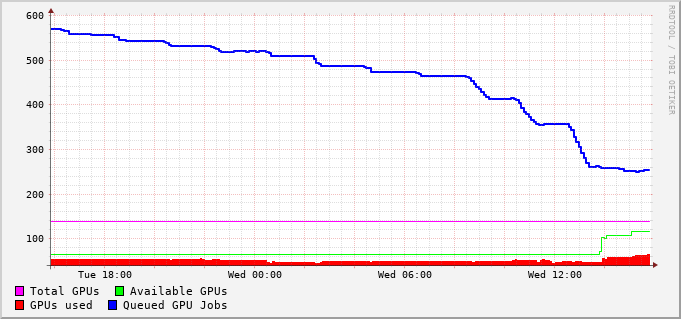 600
500
400
300
200
100
Tue 18:00 Wed 00:00 Wed 06:00 Wed 12:00
Total GPUs Available GPUs
GPUs used Queued GPU Jobs
RRDTOOL / TOBI OETIKER